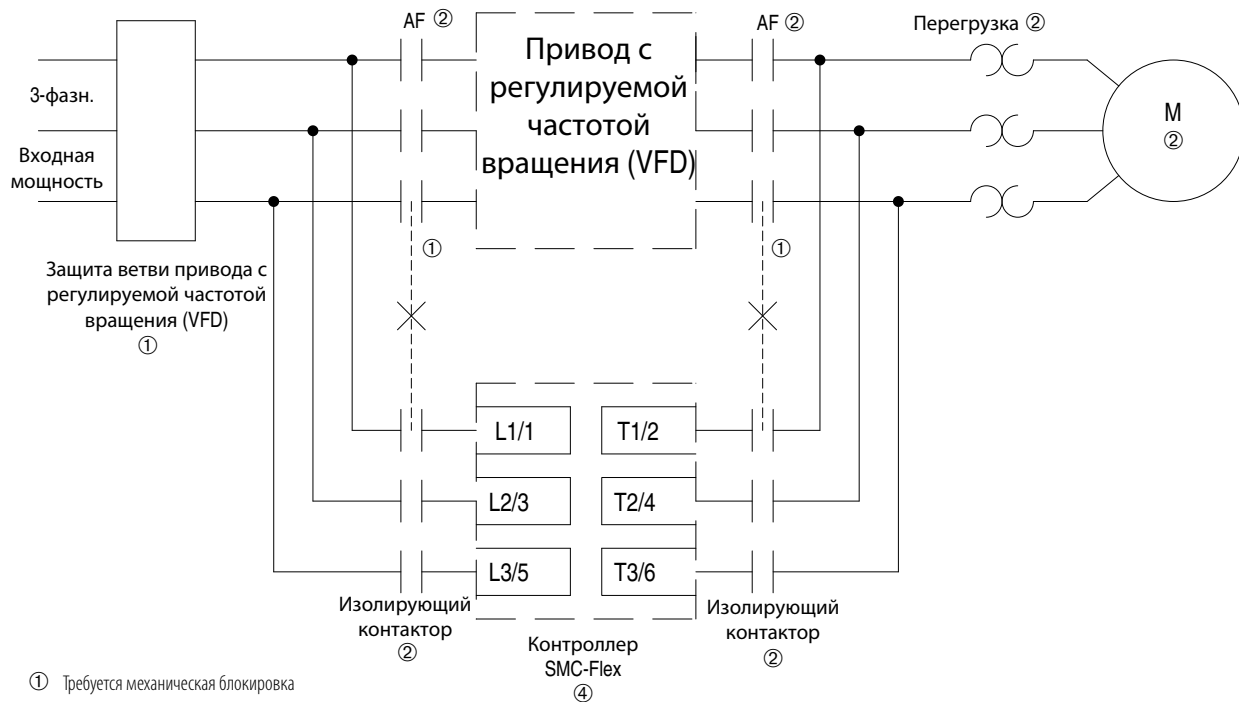 AF ②
AF ②
Перегрузка ②
Привод с
регулируемой
частотой
вращения (VFD)
3-фазн.
Входная
мощность
M
②
①
①
Защита ветви привода с
регулируемой частотой
вращения (VFD)
①
L1/1
T1/2
L2/3
T2/4
L3/5
T3/6
Изолирующий
контактор
②
Изолирующий
контактор
②
Контроллер
SMC-Flex
④
① Требуется механическая блокировка